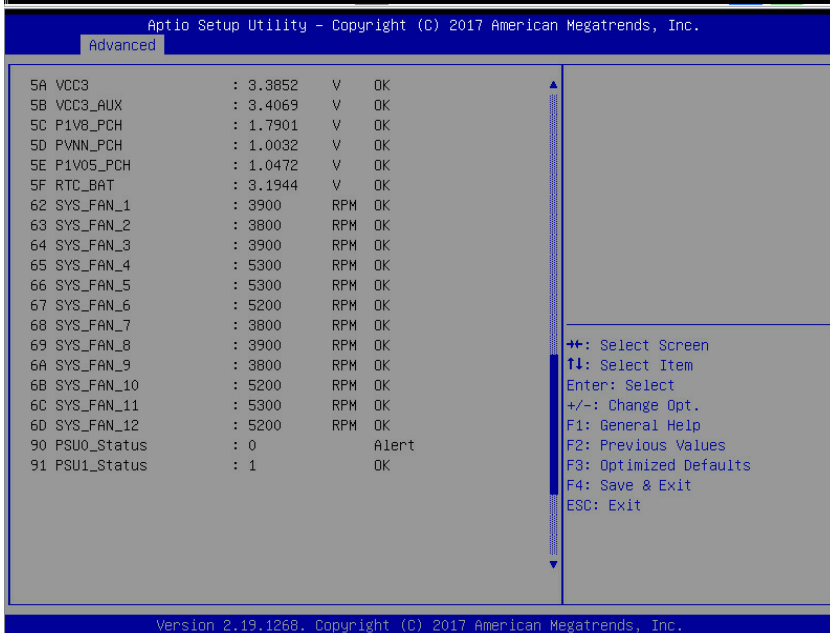 Aptio Setup Utility – Copyright (C) 2017 American Megatrends, Inc.
Advanced
5A VCC3 : 3.3852 V OK
5B VCC3_AUX : 3.4069 V OK
5C P1V8_PCH : 1.7901 V OK
5D PVNN_PCH : 1.0032 V OK
5E P1V05_PCH : 1.0472 V OK
5F RTC_BAT : 3.1944 V OK
62 SYS_FAN_1 : 3900 RPM OK
63 SYS_FAN_2 : 3800 RPM OK
64 SYS_FAN_3 : 3900 RPM OK
65 SYS_FAN_4 : 5300 RPM OK
66 SYS_FAN_5 : 5300 RPM OK
67 SYS_FAN_6 : 5200 RPM OK
68 SYS_FAN_7 : 3800 RPM OK
69 SYS_FAN_8 : 3900 RPM OK
6A SYS_FAN_9 : 3800 RPM OK
6B SYS_FAN_10 : 5200 RPM OK
6C SYS_FAN_11 : 5300 RPM OK
6D SYS_FAN_12 : 5200 RPM OK
90 PSU0_Status : 0 Alert
91 PSU1_Status : 1 OK
→←: Select Screen
↑↓: Select Item
Enter: Select
+/-: Change Opt.
F1: General Help
F2: Previous Values
F3: Optimized Defaults
F4: Save & Exit
ESC: Exit
Version 2.19.1268. Copyright (C) 2017 American Megatrends, Inc.